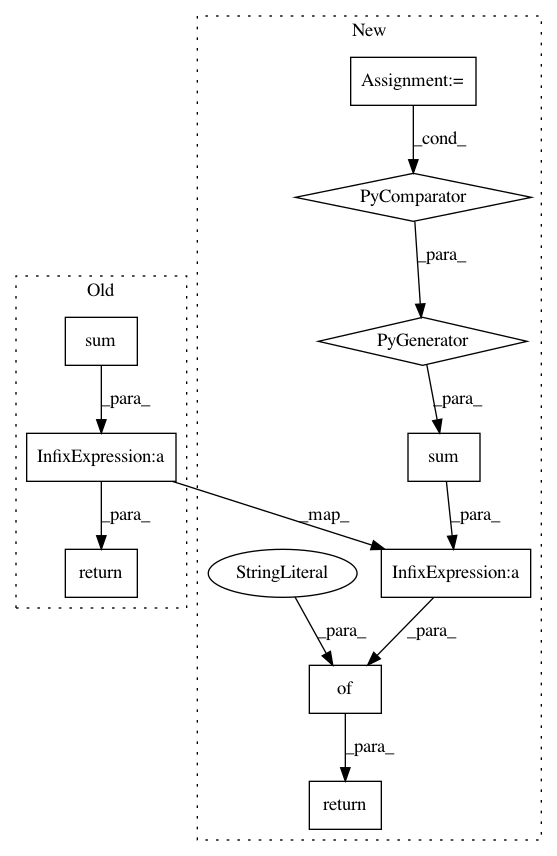 New
Assignment:=
_cond_
PyComparator
_para_
Old
PyGenerator
sum
_para_
_para_
InfixExpression:a
sum
_para_
_map_
_para_
return
StringLiteral
InfixExpression:a
_para_
_para_
of
_para_
return